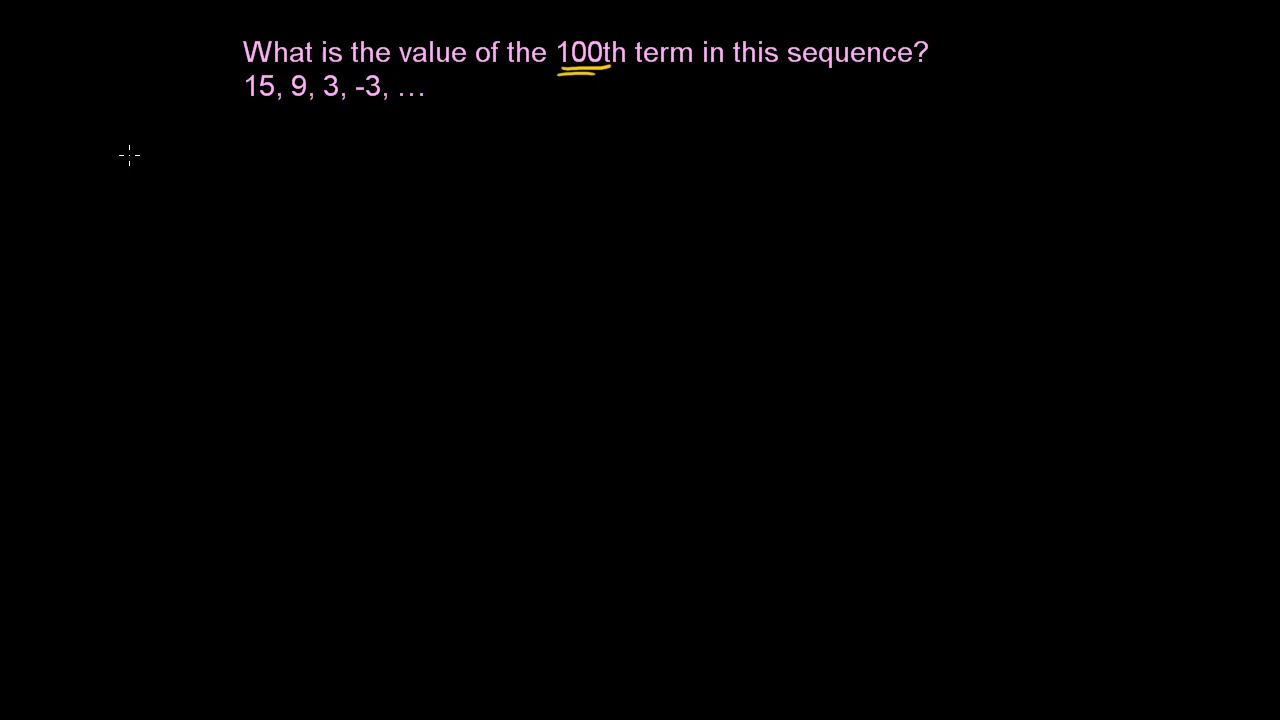 What is the value of the 100th term in this sequence?
15, 9, 3, -3, …